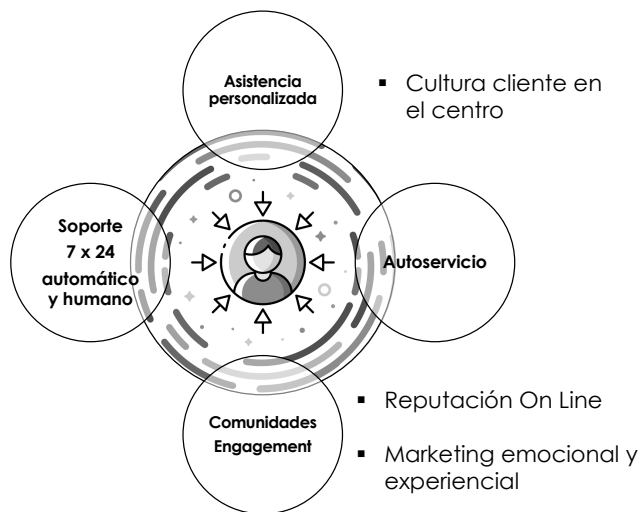 Asistencia
personalizada
▪ Cultura cliente en
el centro
Soporte
7 x 24
automático
y humano
Autoservicio
Comunidades
Engagement
▪ Reputación On Line
▪ Marketing emocional y
experiencial